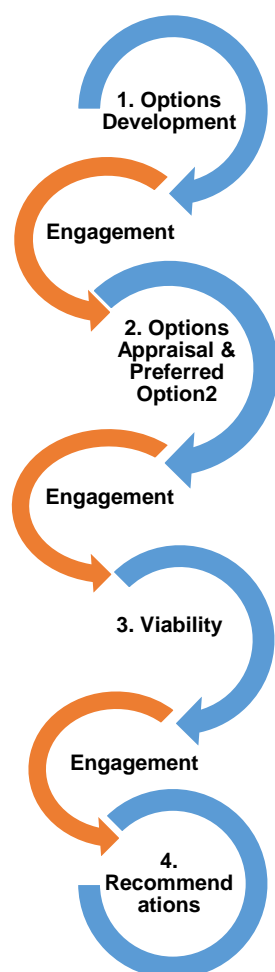 1. Options
Development
Engagement
2. Options
Appraisal &
Preferred
Option2
Engagement
3. Viability
Engagement
4.
Recommend
ations